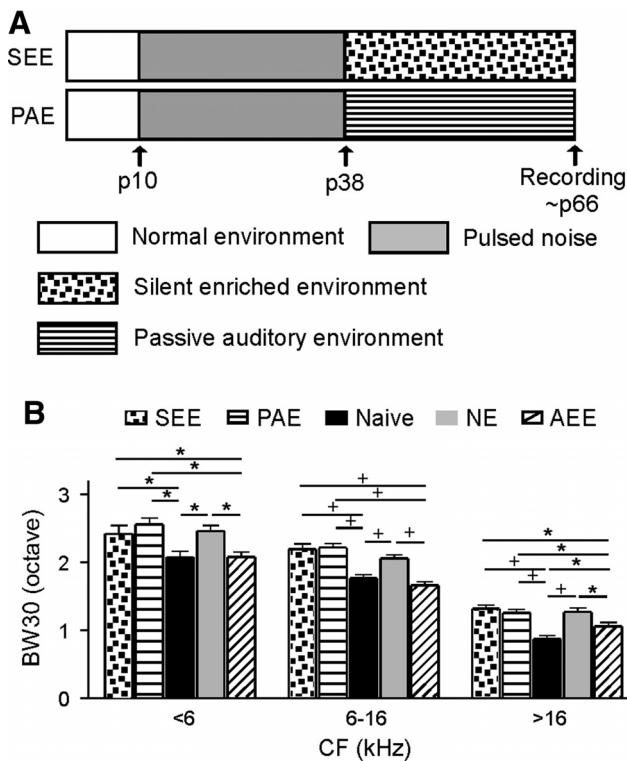 A
SEE
PAE
p10
p38
Recording
~p66
Normal environment
Pulsed noise
Silent enriched environment
Passive auditory environment
B
SEE PAE Naive NE AEE
* * * * * *
+ + + + + +
* * + + * + *
BW30 (octave)
3
2
1
0
<6 6-16 >16
CF (kHz)